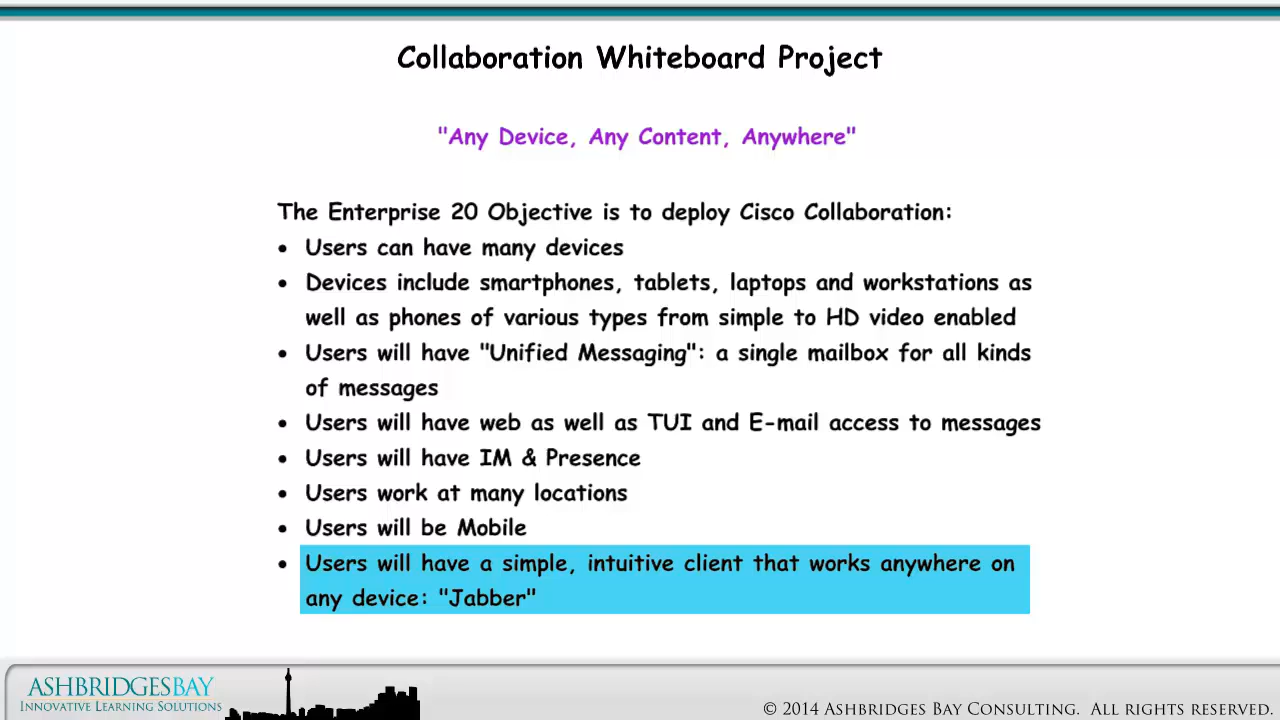 Collaboration Whiteboard Project
"Any Device, Any Content, Anywhere"
The Enterprise 20 Objective is to deploy Cisco Collaboration:
• Users can have many devices
• Devices include smartphones, tablets, laptops and workstations as
well as phones of various types from simple to HD video enabled
• Users will have "Unified Messaging": a single mailbox for all kinds
of messages
• Users will have web as well as TUI and E-mail access to messages
• Users will have IM & Presence
• Users work at many locations
• Users will be Mobile
• Users will have a simple, intuitive client that works anywhere on
any device: "Jabber"
ASHBRIDGESBAY
INNOVATIVE LEARNING SOLUTIONS
© 2014 ASHBRIDGES BAY CONSULTING. ALL RIGHTS RESERVED.